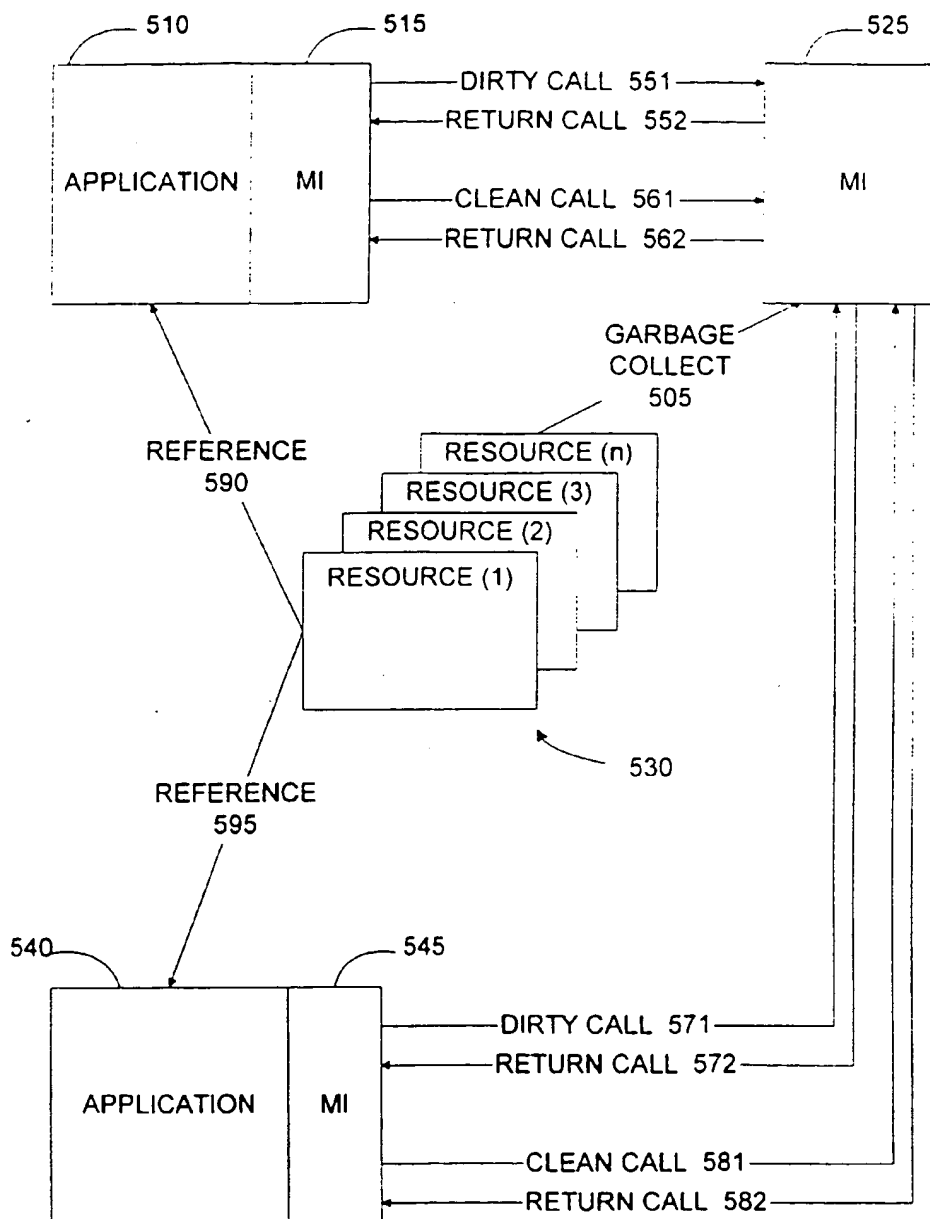 510
515
525
DIRTY CALL 551
RETURN CALL 552
APPLICATION
MI
MI
CLEAN CALL 561
RETURN CALL 562
GARBAGE
COLLECT
505
REFERENCE
590
RESOURCE (n)
RESOURCE (3)
RESOURCE (2)
RESOURCE (1)
530
REFERENCE
595
540
545
DIRTY CALL 571
RETURN CALL 572
APPLICATION
MI
CLEAN CALL 581
RETURN CALL 582